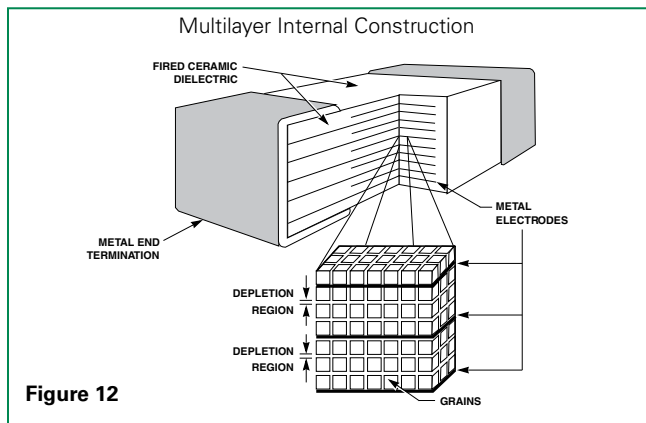 Multilayer Internal Construction
FIRED CERAMIC
DIELECTRIC
METAL
ELECTRODES
METAL END
TERMINATION
DEPLETION
REGION
DEPLETION
REGION
GRAINS
Figure 12